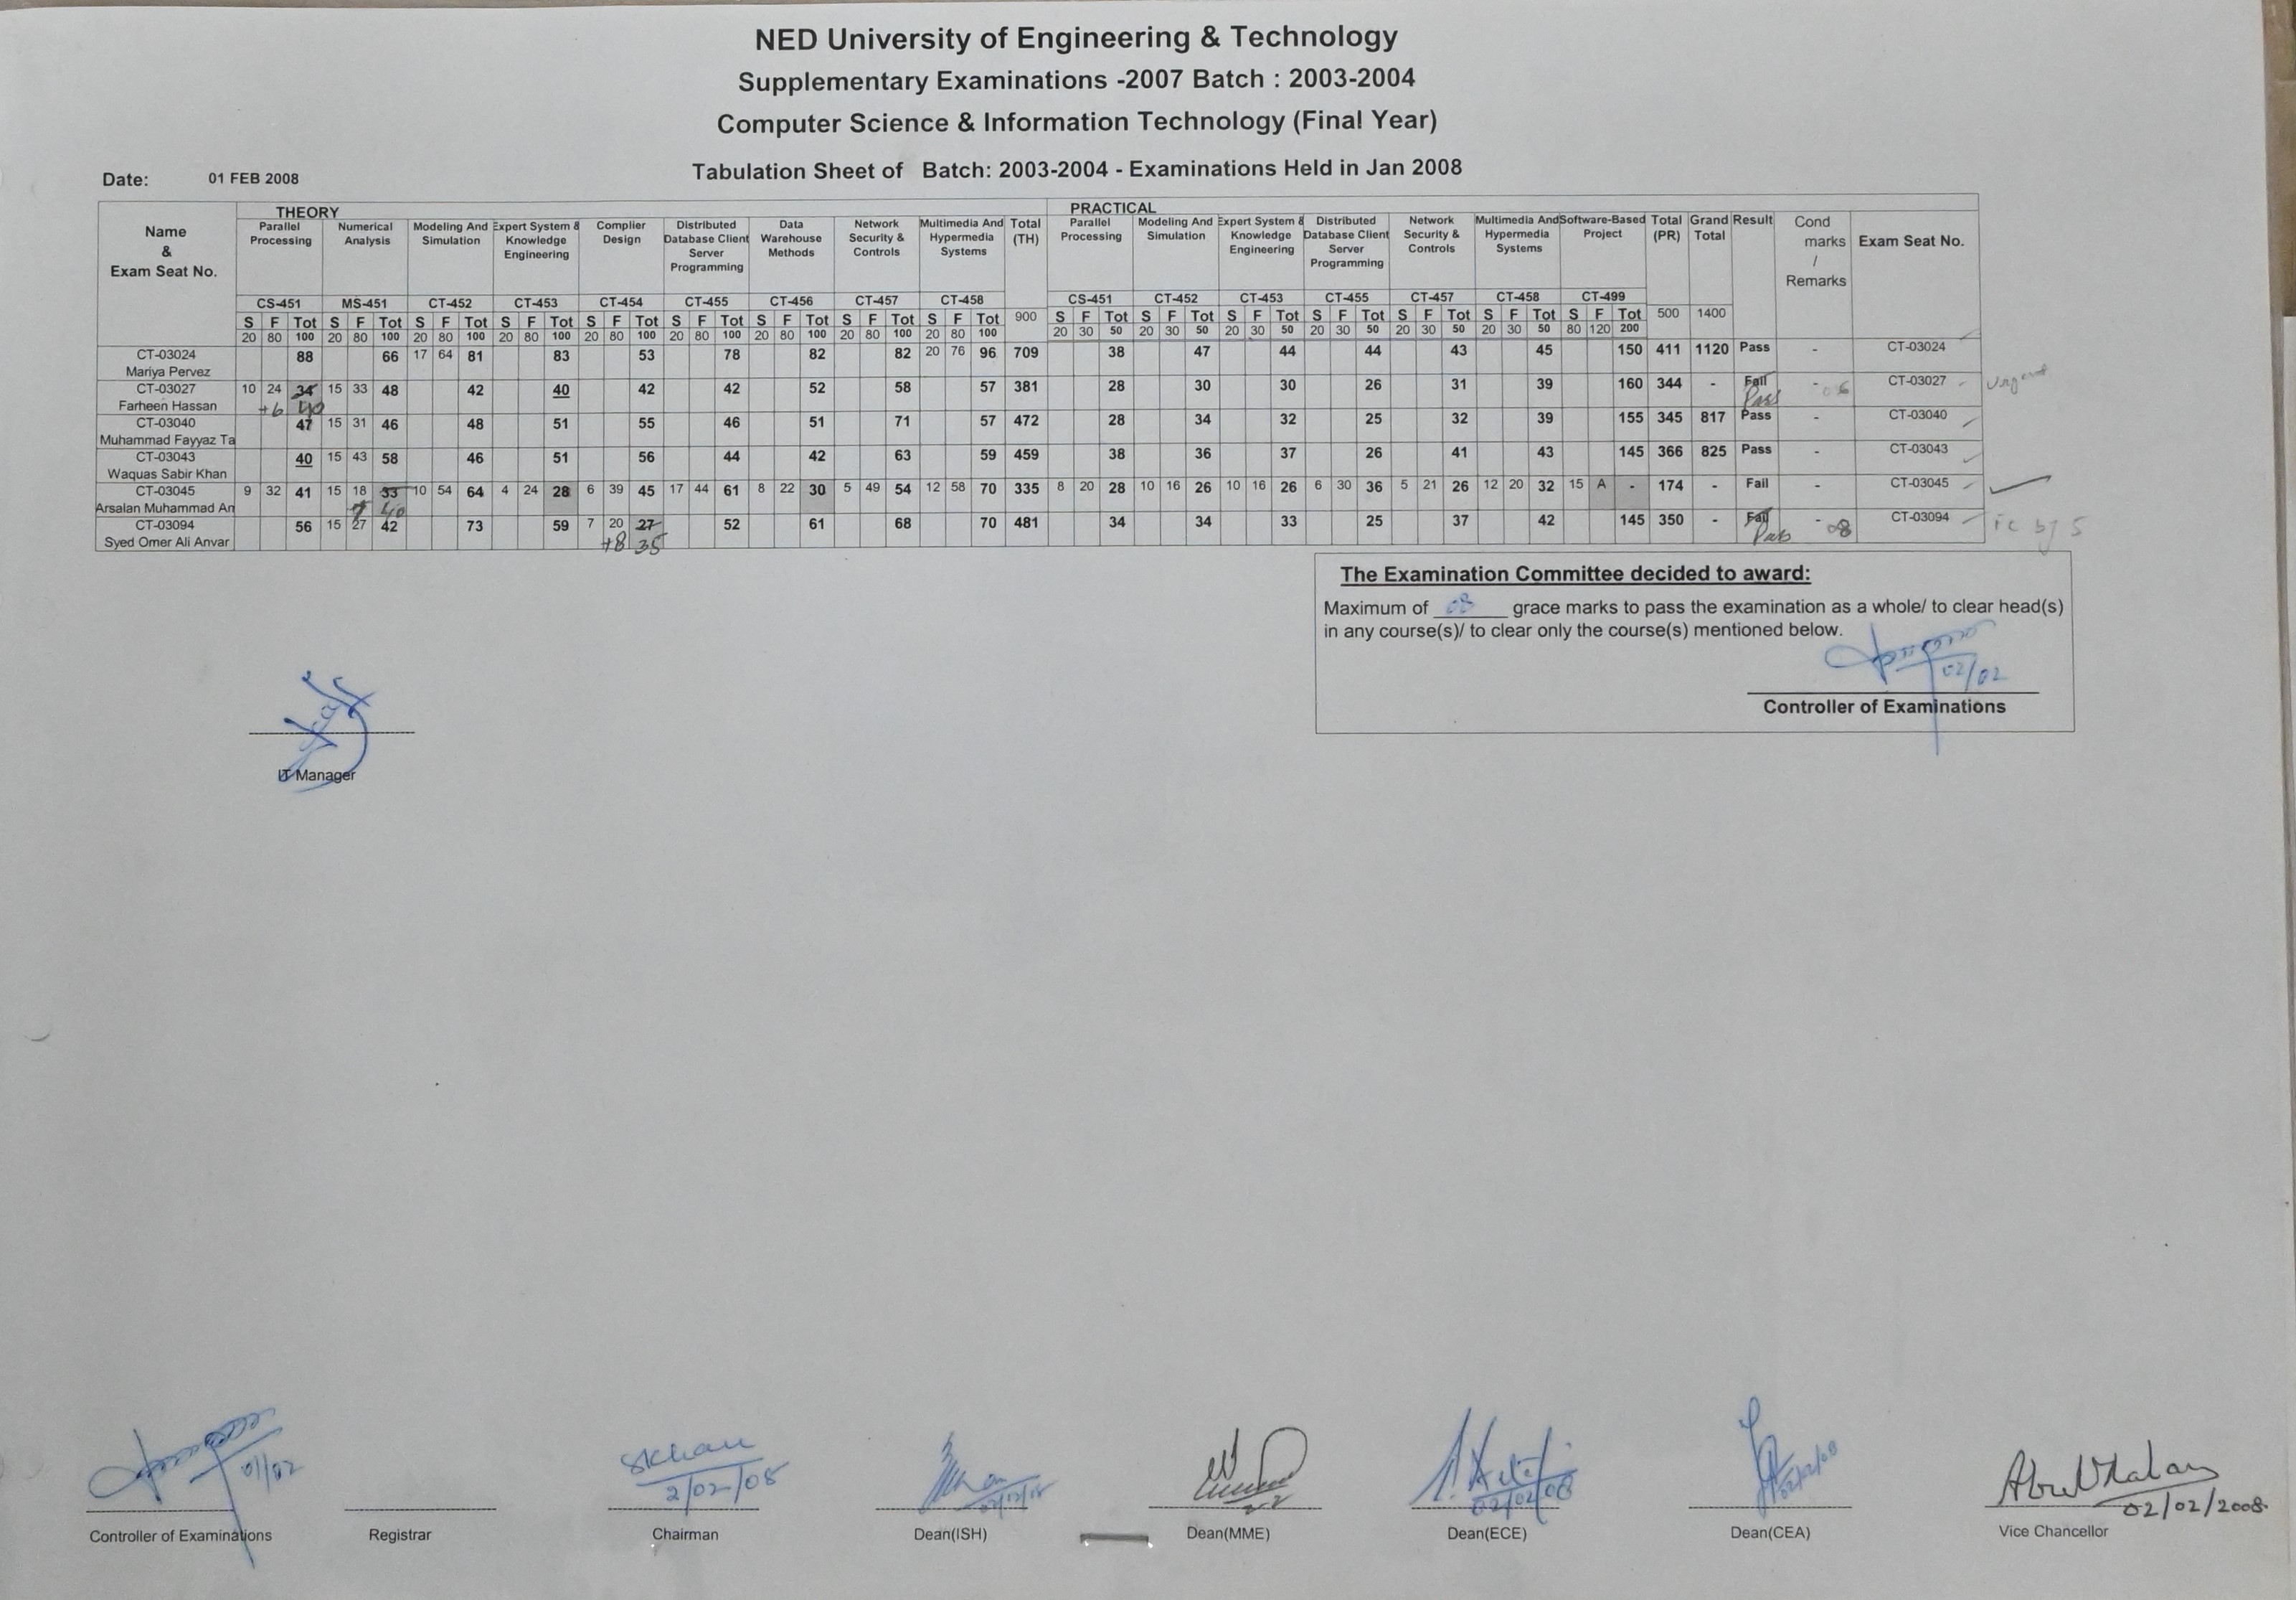 NED University of Engineering & Technology
Supplementary Examinations -2007 Batch : 2003-2004
Computer Science & Information Technology (Final Year)
Tabulation Sheet of Batch: 2003-2004 - Examinations Held in Jan 2008
Date: 01 FEB 2008
THEORY PRACTICAL
Name & Exam Seat No. Parallel Processing Numerical Analysis Modeling And Simulation Expert System & Knowledge Engineering Complier Design Distributed Database Client Server Programming Data Warehouse Methods Network Security & Controls Multimedia And Hypermedia Systems Total (TH) Parallel Processing Modeling And Simulation Expert System & Knowledge Engineering Distributed Database Client Server Programming Network Security & Controls Multimedia And Hypermedia Systems Software-Based Project Total (PR) Grand Total Result Cond marks / Remarks Exam Seat No.
CS-451 MS-451 CT-452 CT-453 CT-454 CT-455 CT-456 CT-457 CT-458 CS-451 CT-452 CT-453 CT-455 CT-457 CT-458 CT-499
S F Tot S F Tot S F Tot S F Tot S F Tot S F Tot S F Tot S F Tot S F Tot 900 S F Tot S F Tot S F Tot S F Tot S F Tot S F Tot S F Tot 500 1400
20 80 100 20 80 100 20 80 100 20 80 100 20 80 100 20 80 100 20 80 100 20 80 100 20 80 100 20 30 50 20 30 50 20 30 50 20 30 50 20 30 50 20 30 50 80 120 200
CT-03024 88 66 17 64 81 83 53 78 82 82 20 76 96 709 38 47 44 44 43 45 150 411 1120 Pass - CT-03024
Mariya Pervez
CT-03027 10 24 34 15 33 48 42 40 42 42 52 58 57 381 28 30 30 26 31 39 160 344 - Fail - 06 CT-03027 Urgent
Farheen Hassan +6 40 Pass
CT-03040 47 15 31 46 48 51 55 46 51 71 57 472 28 34 32 25 32 39 155 345 817 Pass - CT-03040
Muhammad Fayyaz Ta
CT-03043 40 15 43 58 46 51 56 44 42 63 59 459 38 36 37 26 41 43 145 366 825 Pass - CT-03043
Waquas Sabir Khan
CT-03045 9 32 41 15 18 33 10 54 64 4 24 28 6 39 45 17 44 61 8 22 30 5 49 54 12 58 70 335 8 20 28 10 16 26 10 16 26 6 30 36 5 21 26 12 20 32 15 A - 174 - Fail - CT-03045
Arsalan Muhammad An 7 40
CT-03094 56 15 27 42 73 59 7 20 27 52 61 68 70 481 34 34 33 25 37 42 145 350 - Fail - 08 CT-03094
Syed Omer Ali Anvar +8 35 Pass
The Examination Committee decided to award:
Maximum of 08 grace marks to pass the examination as a whole/ to clear head(s)
in any course(s)/ to clear only the course(s) mentioned below.
02/02
Controller of Examinations
IT Manager
01/02 SKhan 2/02/08 02/02/08 2-2 02/02/08 02/02/08 02/02/2008
Controller of Examinations Registrar Chairman Dean(ISH) Dean(MME) Dean(ECE) Dean(CEA) Vice Chancellor